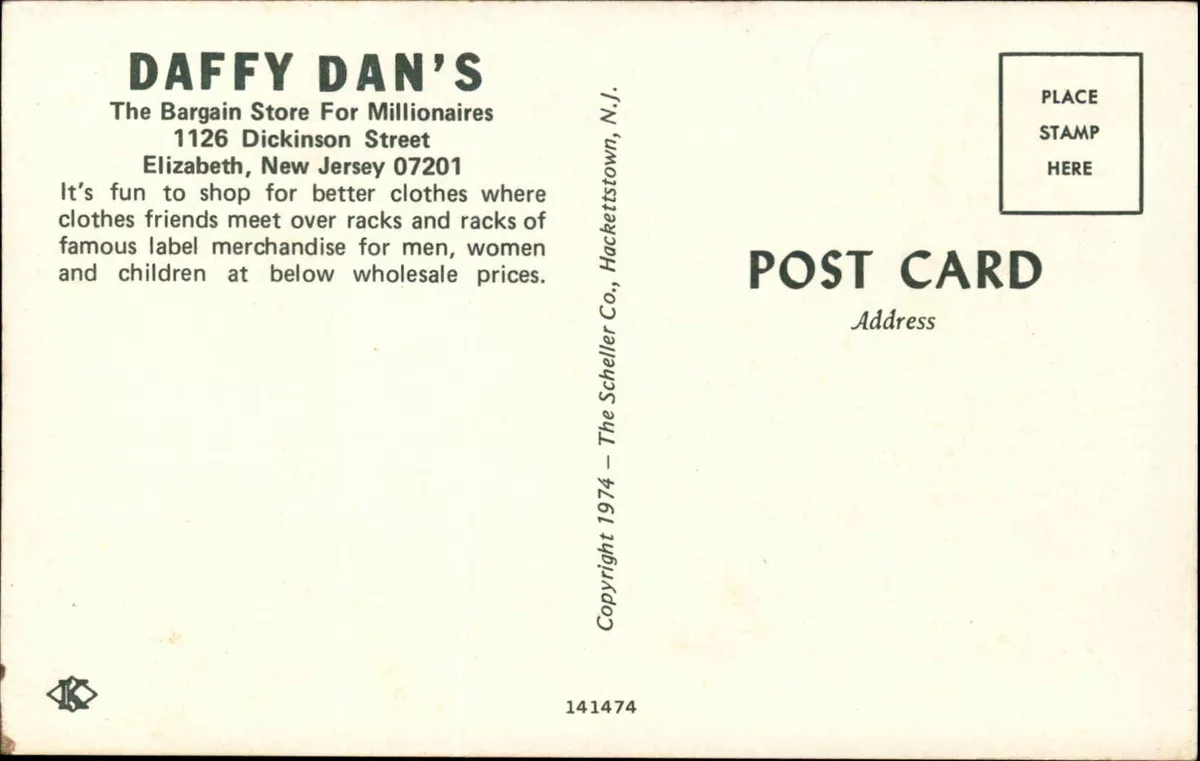 DAFFY DAN'S
The Bargain Store For Millionaires
1126 Dickinson Street
Elizabeth, New Jersey 07201
It's fun to shop for better clothes where
clothes friends meet over racks and racks of
famous label merchandise for men, women
and children at below wholesale prices.
K
Copyright 1974 – The Scheller Co., Hackettstown, N.J.
141474
PLACE
STAMP
HERE
POST CARD
Address